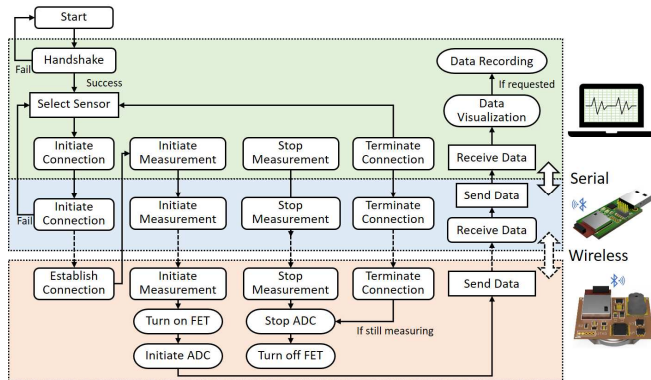 Start
Fail
Handshake
Success
Select Sensor
Data Recording
If requested
Data
Visualization
Initiate
Connection
Initiate
Measurement
Stop
Measurement
Terminate
Connection
Receive Data
Serial
Fail
Initiate
Connection
Initiate
Measurement
Stop
Measurement
Terminate
Connection
Send Data
Receive Data
Wireless
Establish
Connection
Initiate
Measurement
Stop
Measurement
Terminate
Connection
Send Data
Turn on FET
Stop ADC
If still measuring
Initiate ADC
Turn off FET